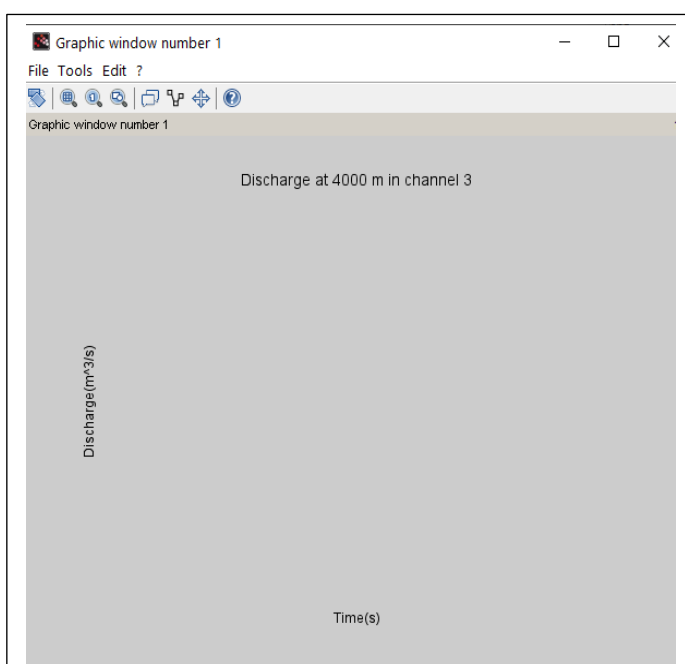 Graphic window number 1
File Tools Edit ?
Graphic window number 1
Discharge at 4000 m in channel 3
Discharge(m^3/s)
Time(s)